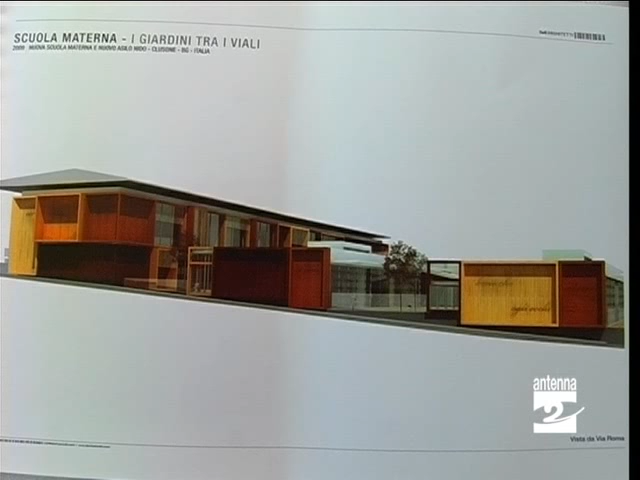 SCUOLA MATERNA - I GIARDINI TRA I VIALI
2009 NUOVA SCUOLA MATERNA E NUOVO ASILO NIDO - CLUSONE - BG - ITALIA
antenna
2
Vista da Via Roma